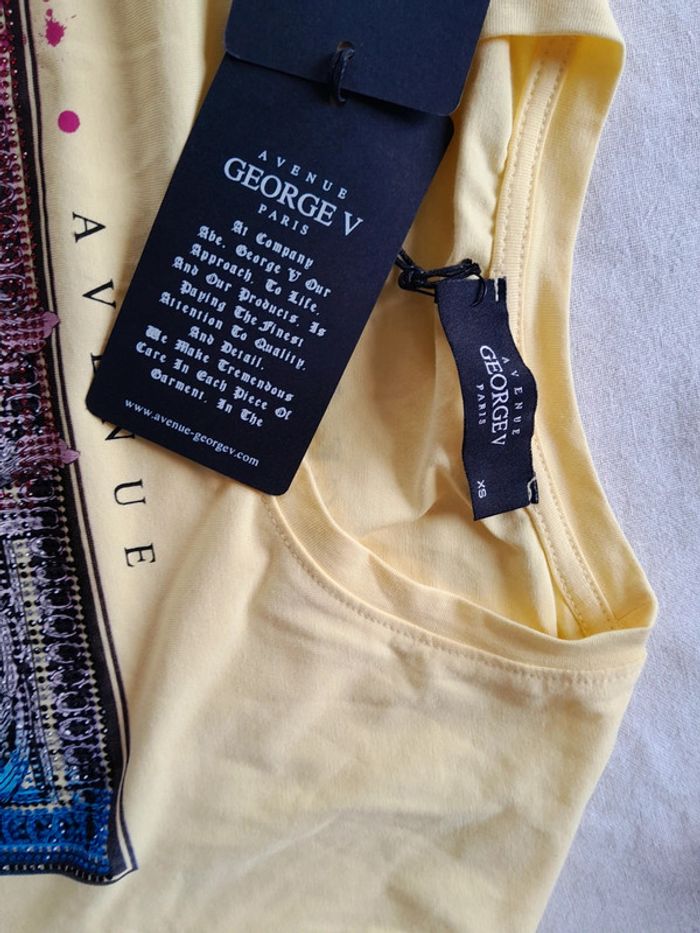 AVENUE
GEORGE V
PARIS
At Company
Abe. George V Our
Approach, To Life,
And Our Products, Is
Paying The Finest
Attention To Quality,
And Detail.
We Make Tremendous
Care In Each Piece Of
Garment. In The
www.avenue-georgev.com
AVENUE
GEORGE V
PARIS
XS
AVENUE